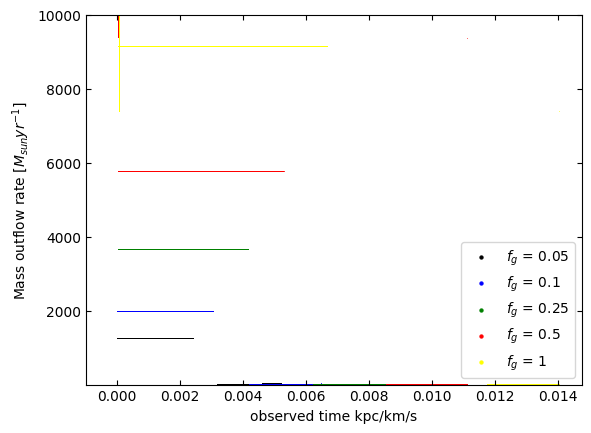 10000
8000
6000
4000
2000
Mass outflow rate [M_sun yr^−1]
f_g = 0.05
f_g = 0.1
f_g = 0.25
f_g = 0.5
f_g = 1
0.000 0.002 0.004 0.006 0.008 0.010 0.012 0.014
observed time kpc/km/s